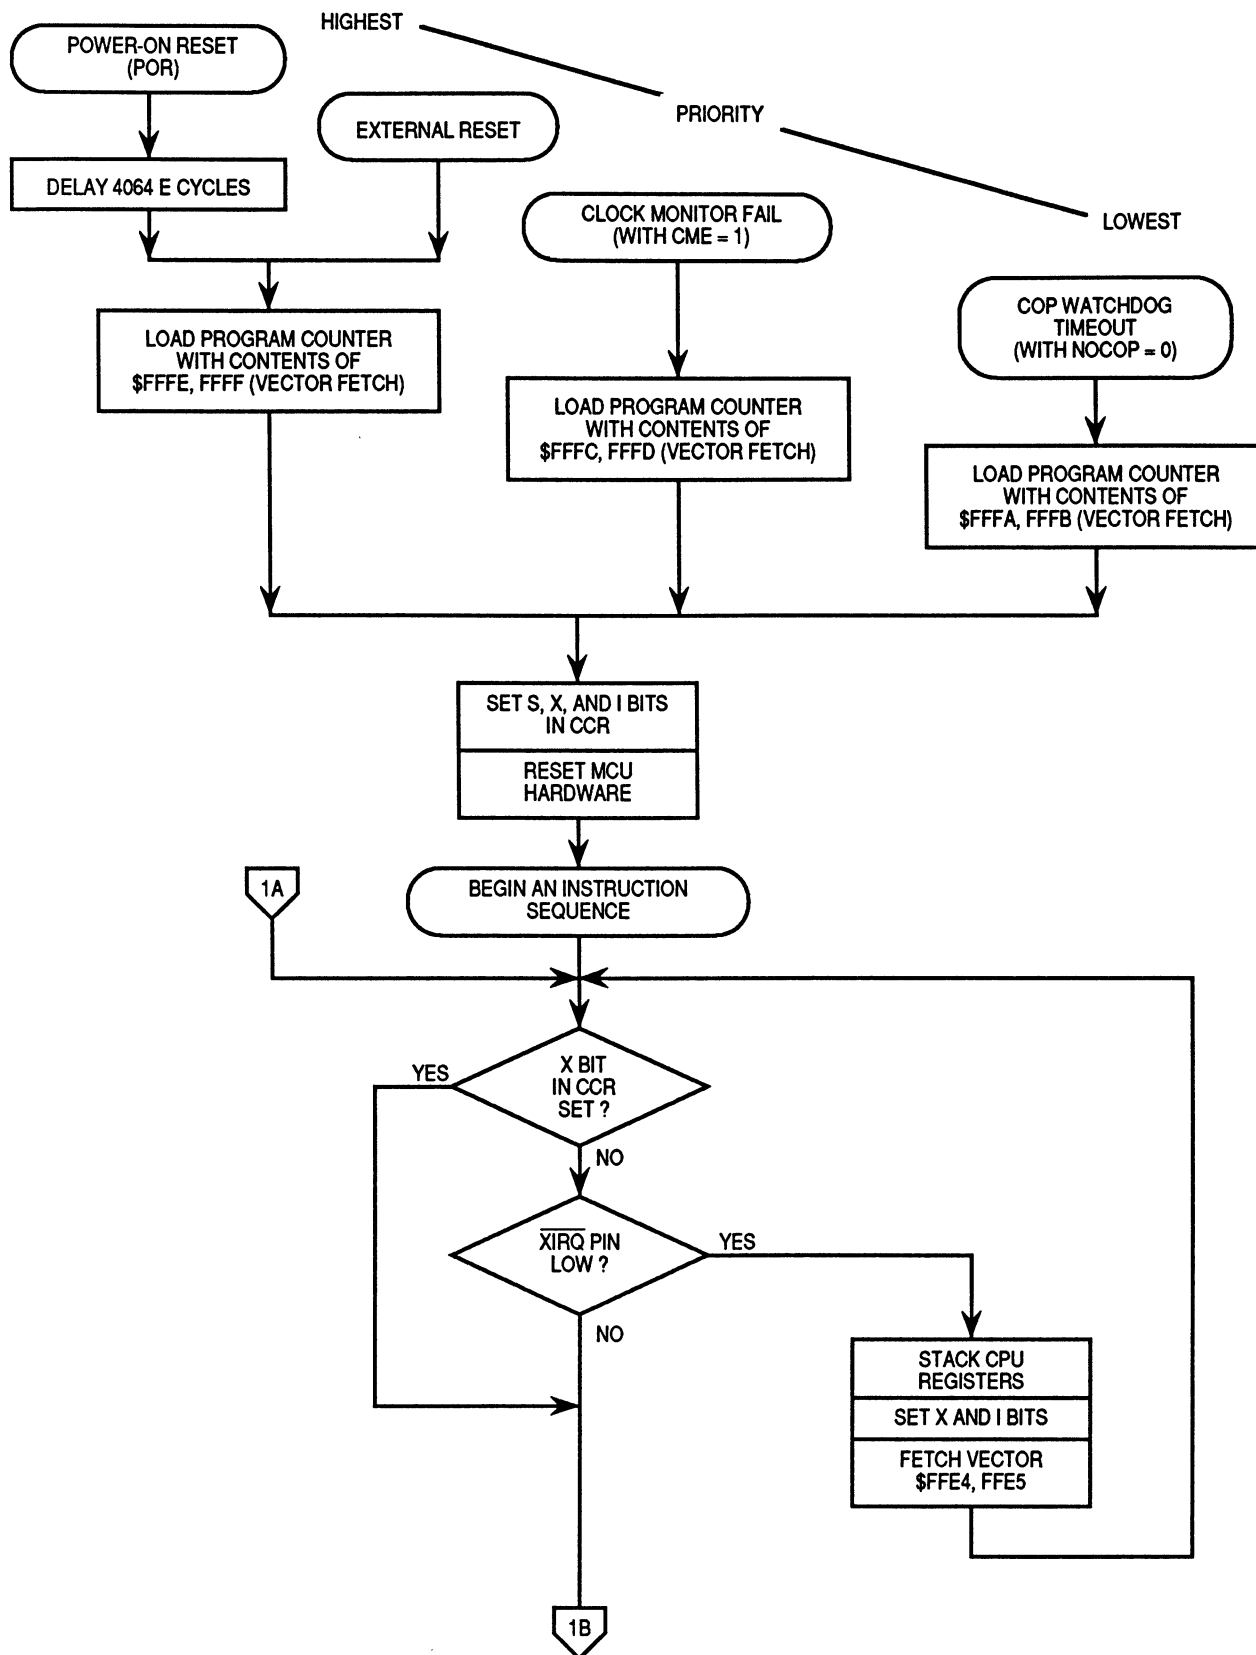 HIGHEST
POWER-ON RESET
(POR)
PRIORITY
EXTERNAL RESET
DELAY 4064 E CYCLES
CLOCK MONITOR FAIL
(WITH CME = 1)
LOWEST
COP WATCHDOG
TIMEOUT
(WITH NOCOP = 0)
LOAD PROGRAM COUNTER
WITH CONTENTS OF
$FFFE, FFFF (VECTOR FETCH)
LOAD PROGRAM COUNTER
WITH CONTENTS OF
$FFFC, FFFD (VECTOR FETCH)
LOAD PROGRAM COUNTER
WITH CONTENTS OF
$FFFA, FFFB (VECTOR FETCH)
SET S, X, AND I BITS
IN CCR
RESET MCU
HARDWARE
1A
BEGIN AN INSTRUCTION
SEQUENCE
YES
X BIT
IN CCR
SET ?
NO
XIRQ PIN
LOW ?
YES
NO
STACK CPU
REGISTERS
SET X AND I BITS
FETCH VECTOR
$FFE4, FFE5
1B